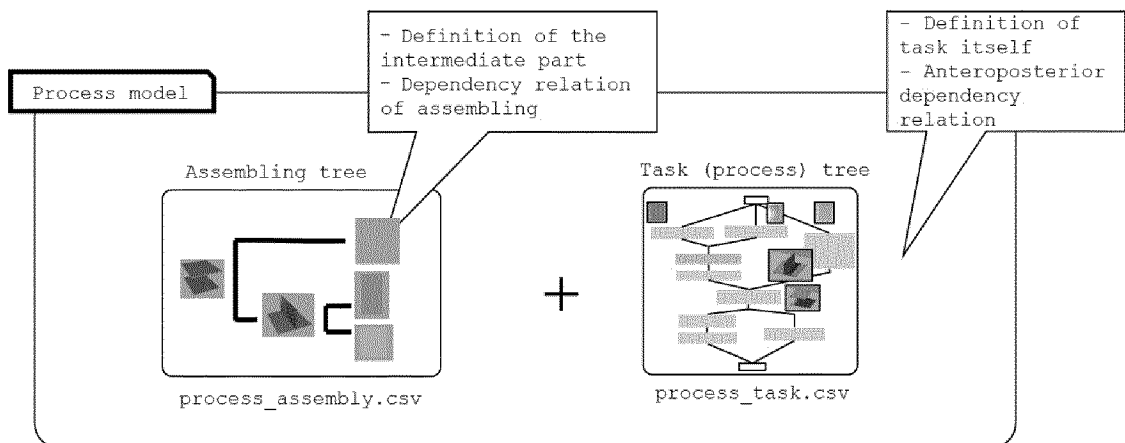 - Definition of the
intermediate part
- Dependency relation
of assembling
- Definition of
task itself
- Anteroposterior
dependency
relation
Process model
Assembling tree
Task (process) tree
+
process_assembly.csv
process_task.csv